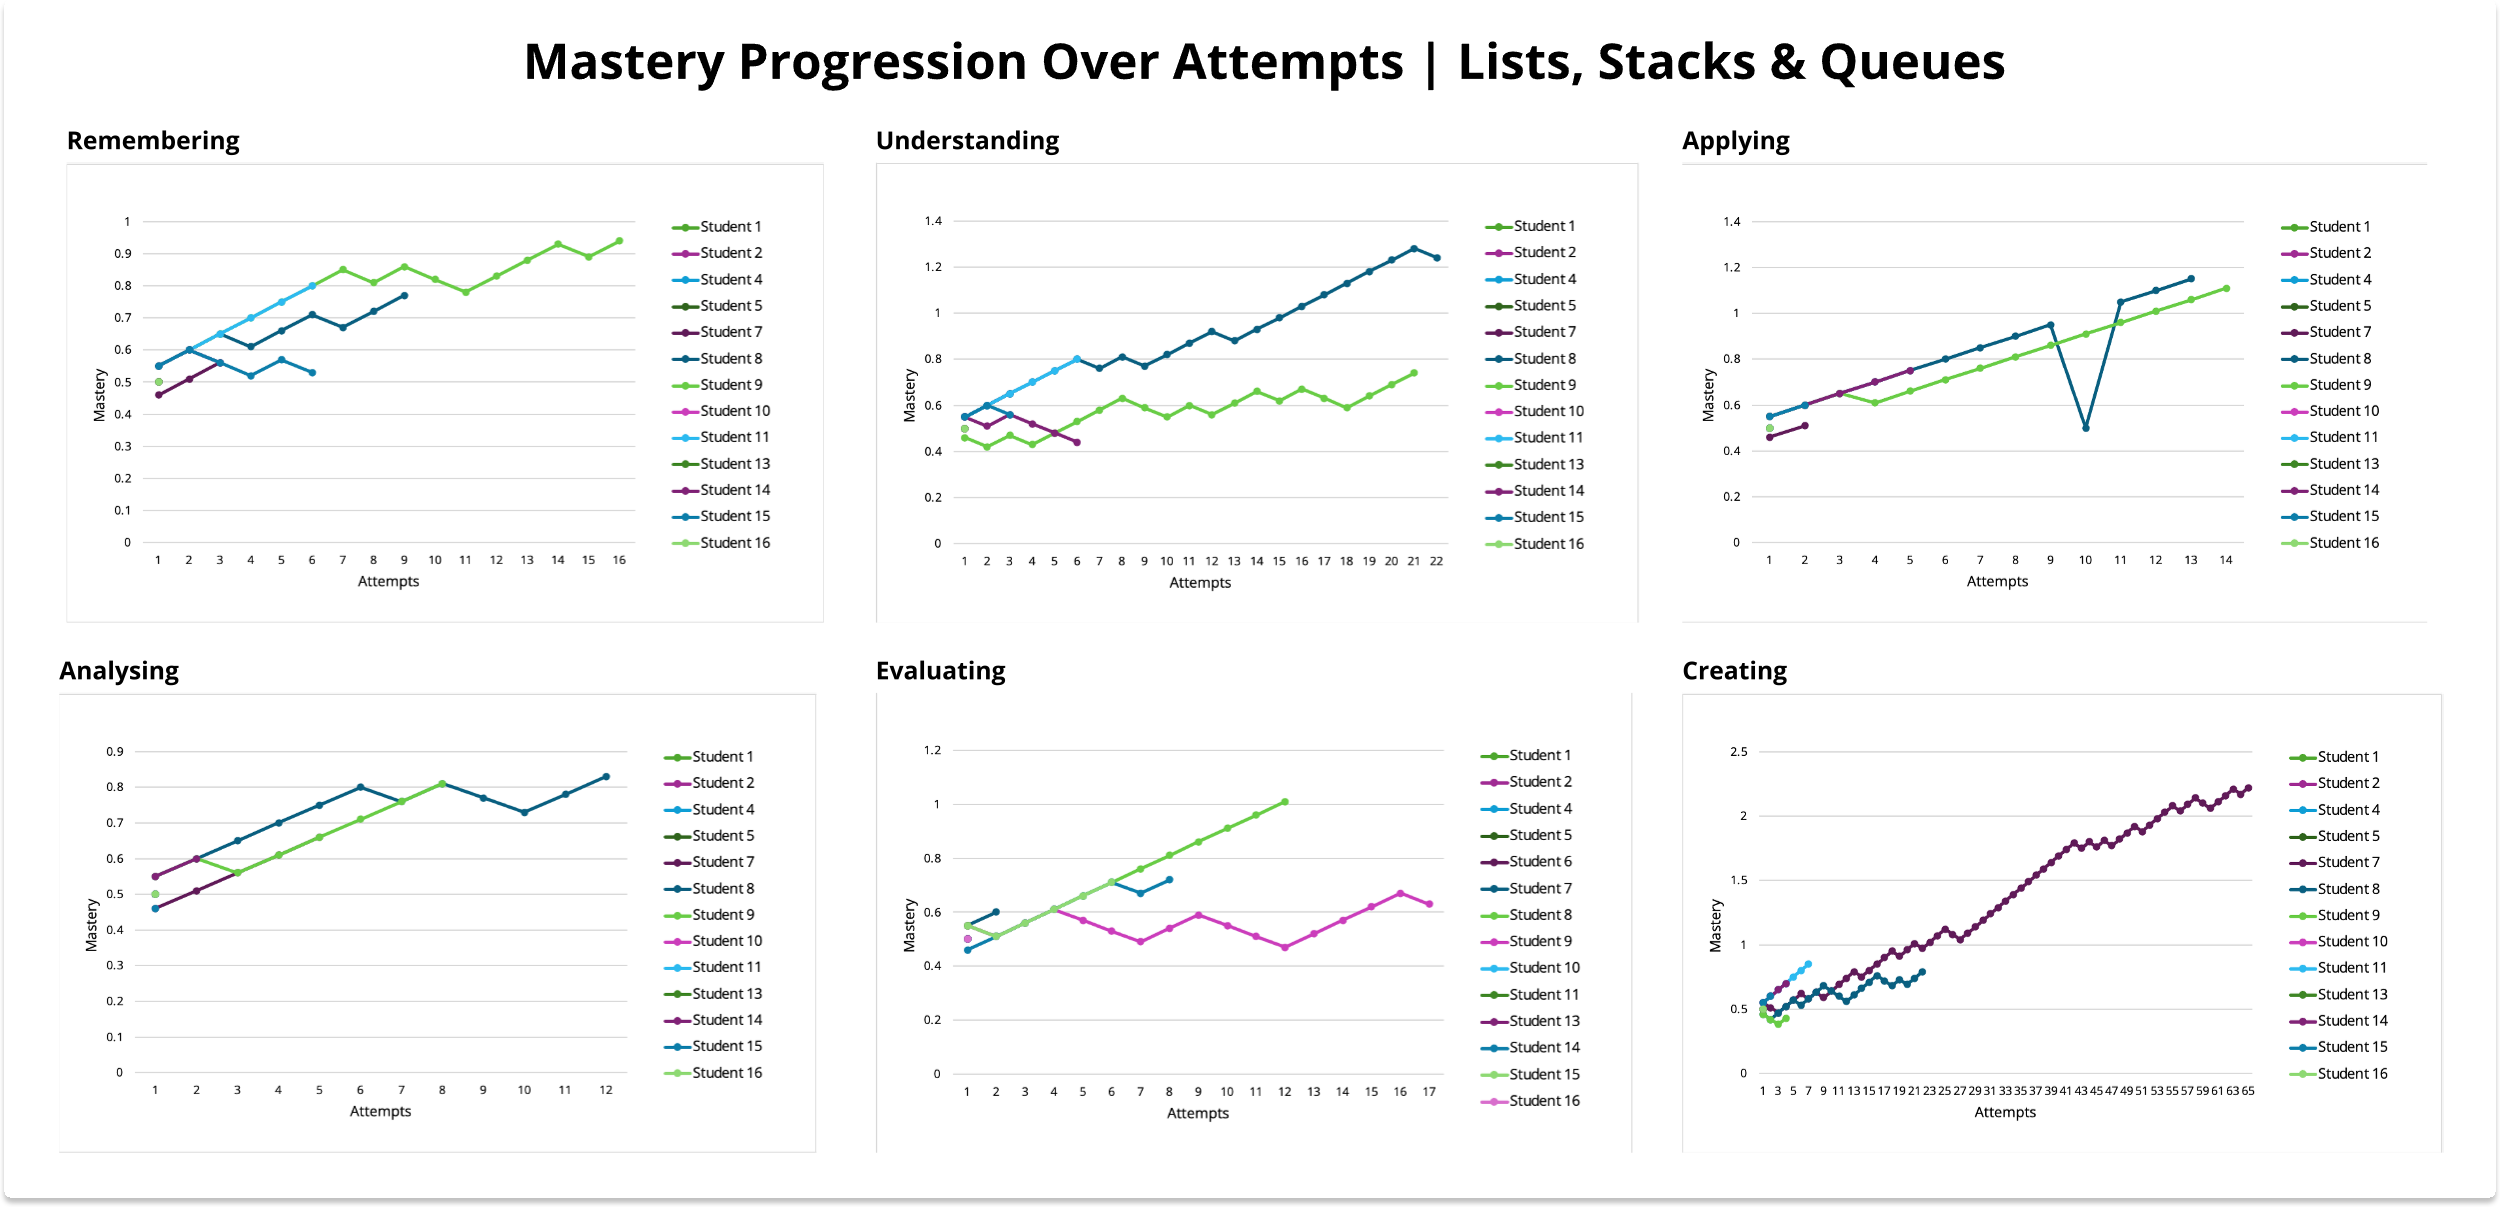 Mastery Progression Over Attempts | Lists, Stacks & Queues
Remembering
1
0.9
0.8
0.7
0.6
0.5
0.4
0.3
0.2
0.1
0
Mastery
1 2 3 4 5 6 7 8 9 10 11 12 13 14 15 16
Attempts
Student 1
Student 2
Student 4
Student 5
Student 7
Student 8
Student 9
Student 10
Student 11
Student 13
Student 14
Student 15
Student 16
Understanding
1.4
1.2
1
0.8
0.6
0.4
0.2
0
Mastery
1 2 3 4 5 6 7 8 9 10 11 12 13 14 15 16 17 18 19 20 21 22
Attempts
Student 1
Student 2
Student 4
Student 5
Student 7
Student 8
Student 9
Student 10
Student 11
Student 13
Student 14
Student 15
Student 16
Applying
1.4
1.2
1
0.8
0.6
0.4
0.2
0
Mastery
1 2 3 4 5 6 7 8 9 10 11 12 13 14
Attempts
Student 1
Student 2
Student 4
Student 5
Student 7
Student 8
Student 9
Student 10
Student 11
Student 13
Student 14
Student 15
Student 16
Analysing
0.9
0.8
0.7
0.6
0.5
0.4
0.3
0.2
0.1
0
Mastery
1 2 3 4 5 6 7 8 9 10 11 12
Attempts
Student 1
Student 2
Student 4
Student 5
Student 7
Student 8
Student 9
Student 10
Student 11
Student 13
Student 14
Student 15
Student 16
Evaluating
1.2
1
0.8
0.6
0.4
0.2
0
Mastery
1 2 3 4 5 6 7 8 9 10 11 12 13 14 15 16 17
Attempts
Student 1
Student 2
Student 4
Student 5
Student 6
Student 7
Student 8
Student 9
Student 10
Student 11
Student 13
Student 14
Student 15
Student 16
Creating
2.5
2
1.5
1
0.5
0
Mastery
1 3 5 7 9 11 13 15 17 19 21 23 25 27 29 31 33 35 37 39 41 43 45 47 49 51 53 55 57 59 61 63 65
Attempts
Student 1
Student 2
Student 4
Student 5
Student 7
Student 8
Student 9
Student 10
Student 11
Student 13
Student 14
Student 15
Student 16